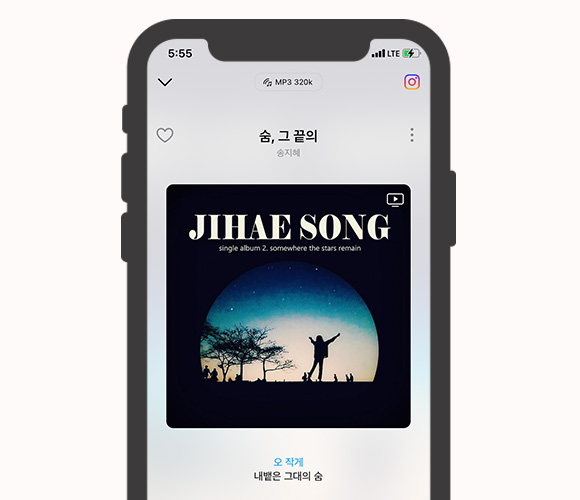 5:55
LTE
MP3 320k
숨, 그 끝의
송지혜
JIHAE SONG
single album 2. somewhere the stars remain
오 작게
내뱉은 그대의 숨